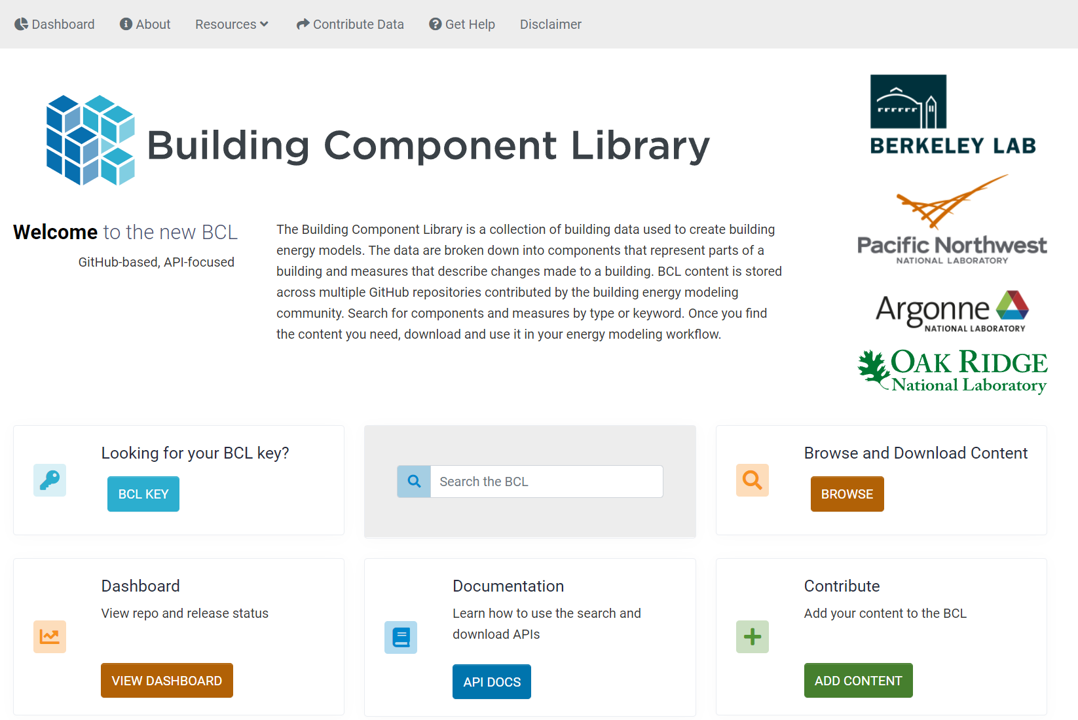 Dashboard About Resources Contribute Data Get Help Disclaimer
Building Component Library
BERKELEY LAB
Pacific Northwest
NATIONAL LABORATORY
Argonne
NATIONAL LABORATORY
OAK RIDGE
National Laboratory
Welcome to the new BCL
GitHub-based, API-focused
The Building Component Library is a collection of building data used to create building
energy models. The data are broken down into components that represent parts of a
building and measures that describe changes made to a building. BCL content is stored
across multiple GitHub repositories contributed by the building energy modeling
community. Search for components and measures by type or keyword. Once you find
the content you need, download and use it in your energy modeling workflow.
Looking for your BCL key?
BCL KEY
Search the BCL
Browse and Download Content
BROWSE
Dashboard
View repo and release status
VIEW DASHBOARD
Documentation
Learn how to use the search and
download APIs
API DOCS
Contribute
Add your content to the BCL
ADD CONTENT